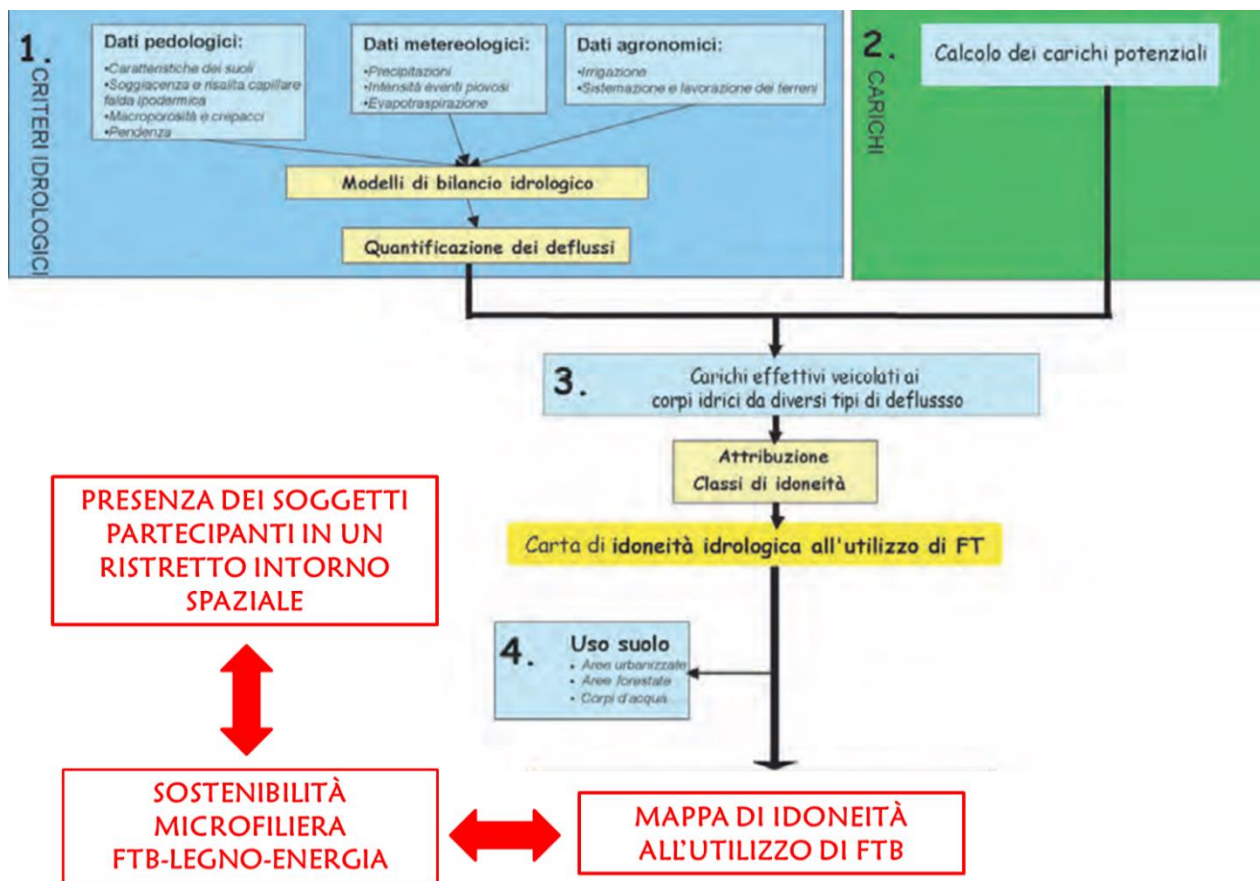 1.
CRITERI IDROLOGICI
Dati pedologici:
•Caratteristiche dei suoli
•Soggiacenza e risalita capillare
falda ipodermica
•Macroporosità e crepacci
•Pendenza
Dati metereologici:
•Precipitazioni
•Intensità eventi piovosi
•Evapotraspirazione
Dati agronomici:
•Irrigazione
•Sistemazione e lavorazione dei terreni
Modelli di bilancio idrologico
Quantificazione dei deflussi
2.
CARICHI
Calcolo dei carichi potenziali
3.
Carichi effettivi veicolati ai
corpi idrici da diversi tipi di deflussso
Attribuzione
Classi di idoneità
Carta di idoneità idrologica all'utilizzo di FT
4.
Uso suolo
• Aree urbanizzate
• Aree forestate
• Corpi d'acqua
PRESENZA DEI SOGGETTI
PARTECIPANTI IN UN
RISTRETTO INTORNO
SPAZIALE
SOSTENIBILITÀ
MICROFILIERA
FTB-LEGNO-ENERGIA
MAPPA DI IDONEITÀ
ALL'UTILIZZO DI FTB